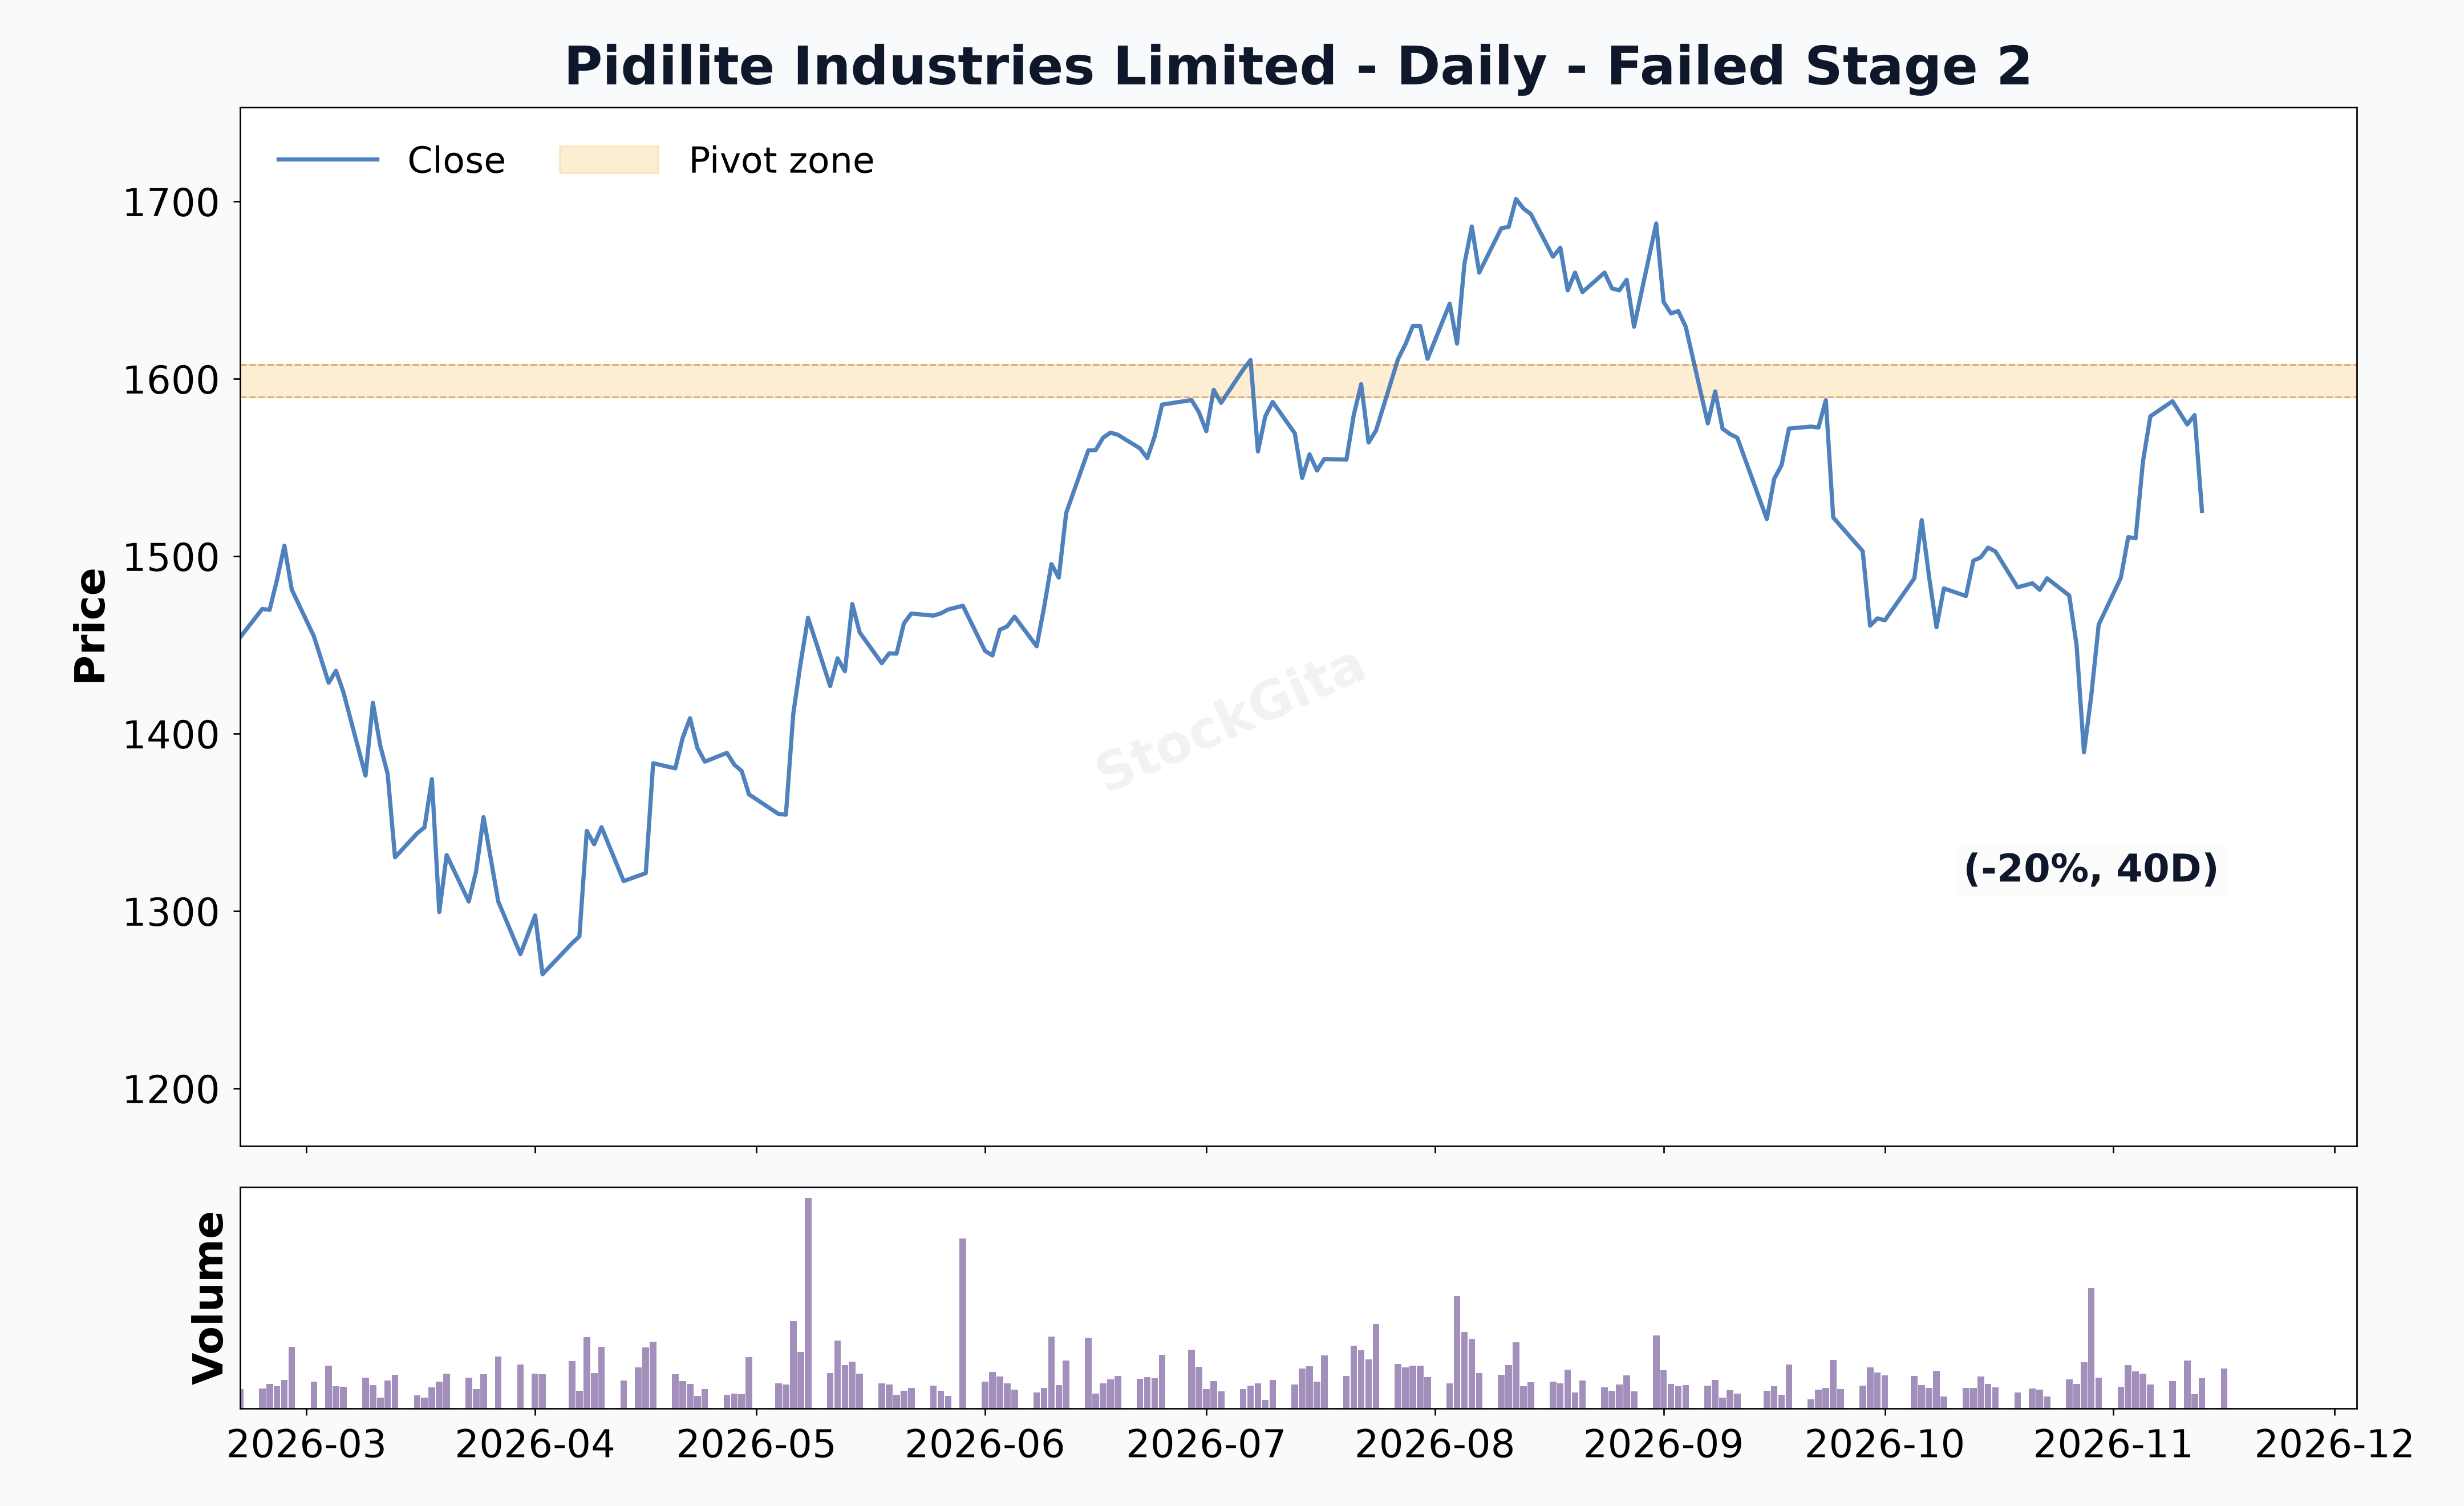 Pidilite Industries Limited - Daily - Failed Stage 2
Close
Pivot zone
1700
1600
1500
1400
1300
1200
Price
StockGita
(-20%, 40D)
Volume
2026-03
2026-04
2026-05
2026-06
2026-07
2026-08
2026-09
2026-10
2026-11
2026-12